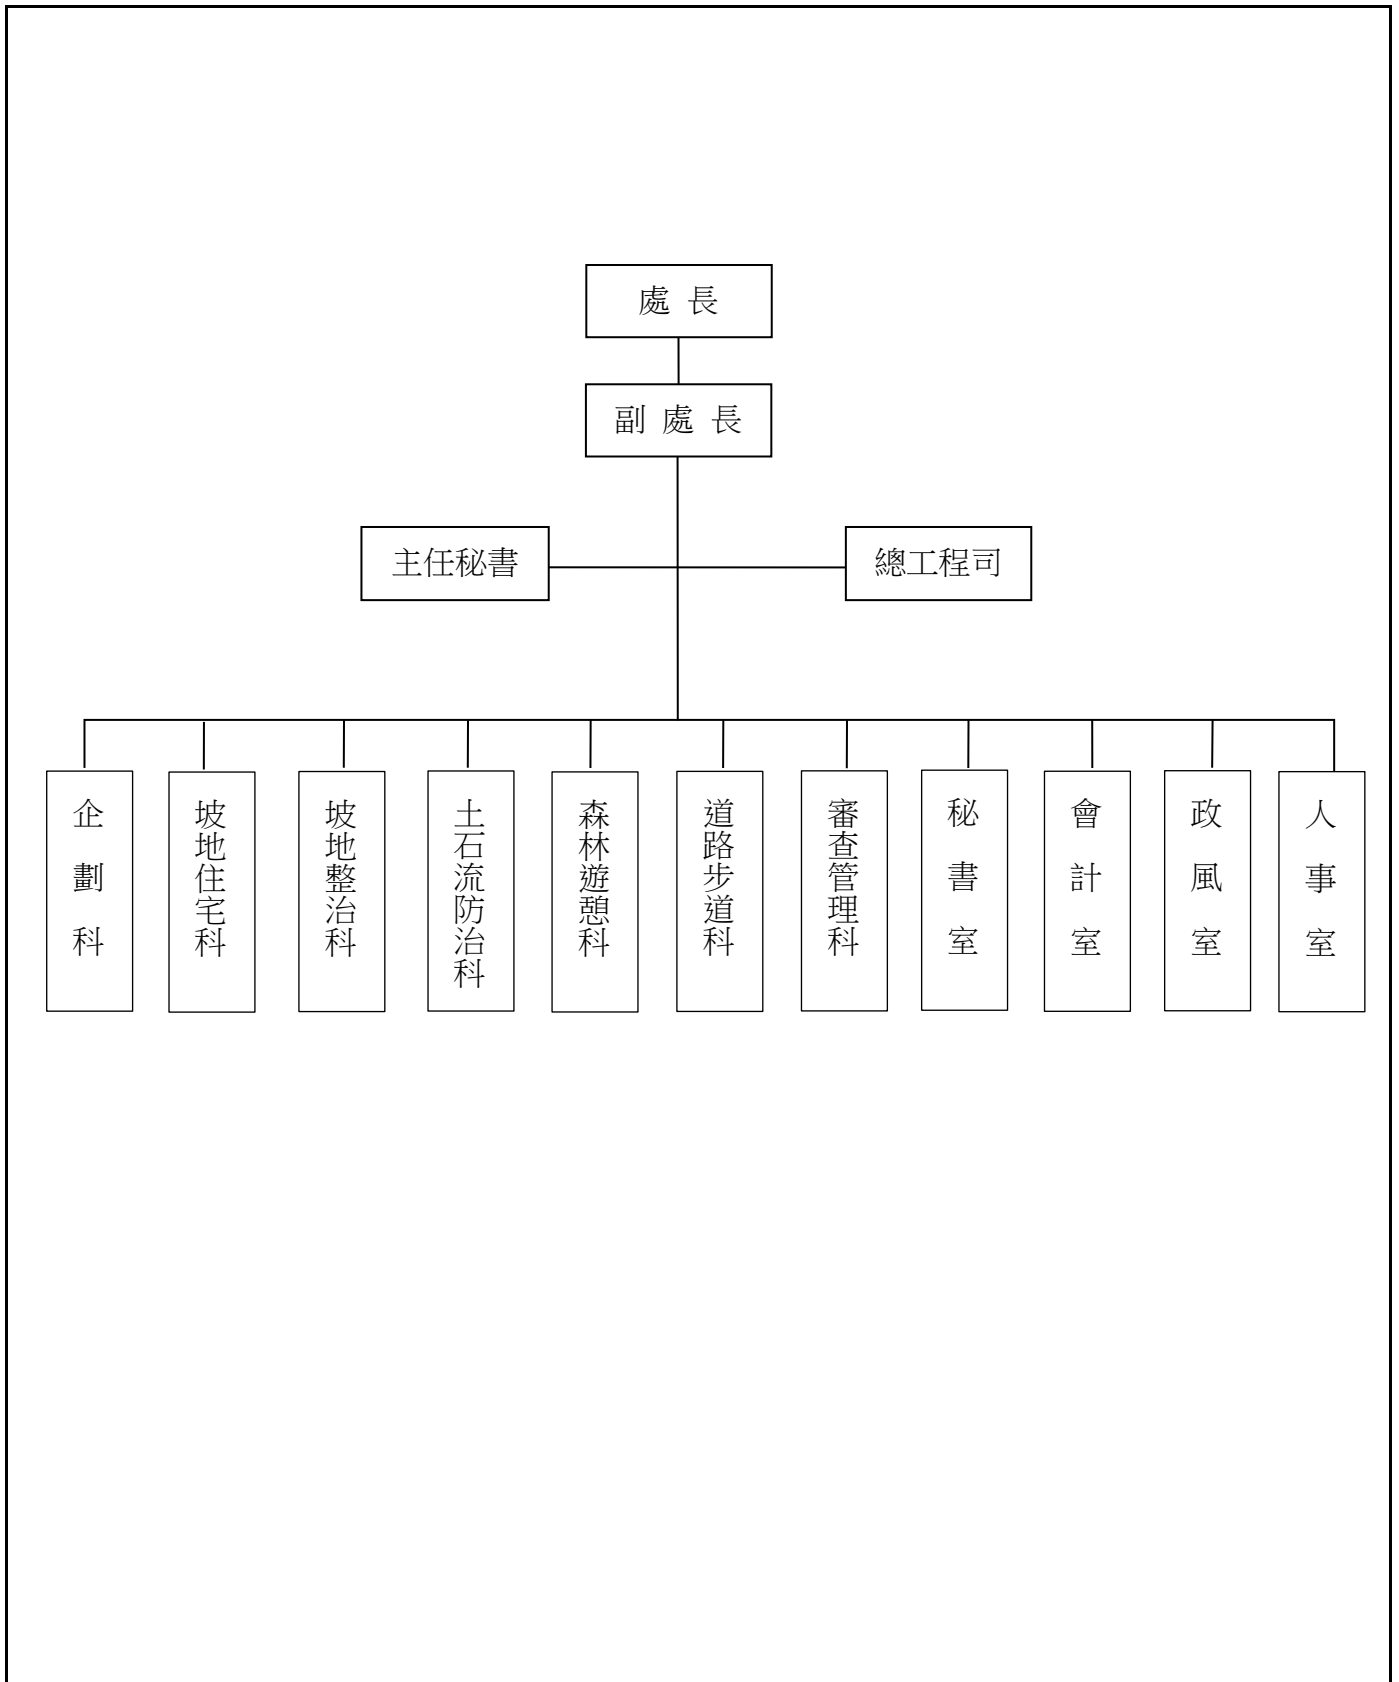 處 長
副 處 長
主任秘書
總工程司
企劃科
坡地住宅科
坡地整治科
土石流防治科
森林遊憩科
道路步道科
審查管理科
秘書室
會計室
政風室
人事室